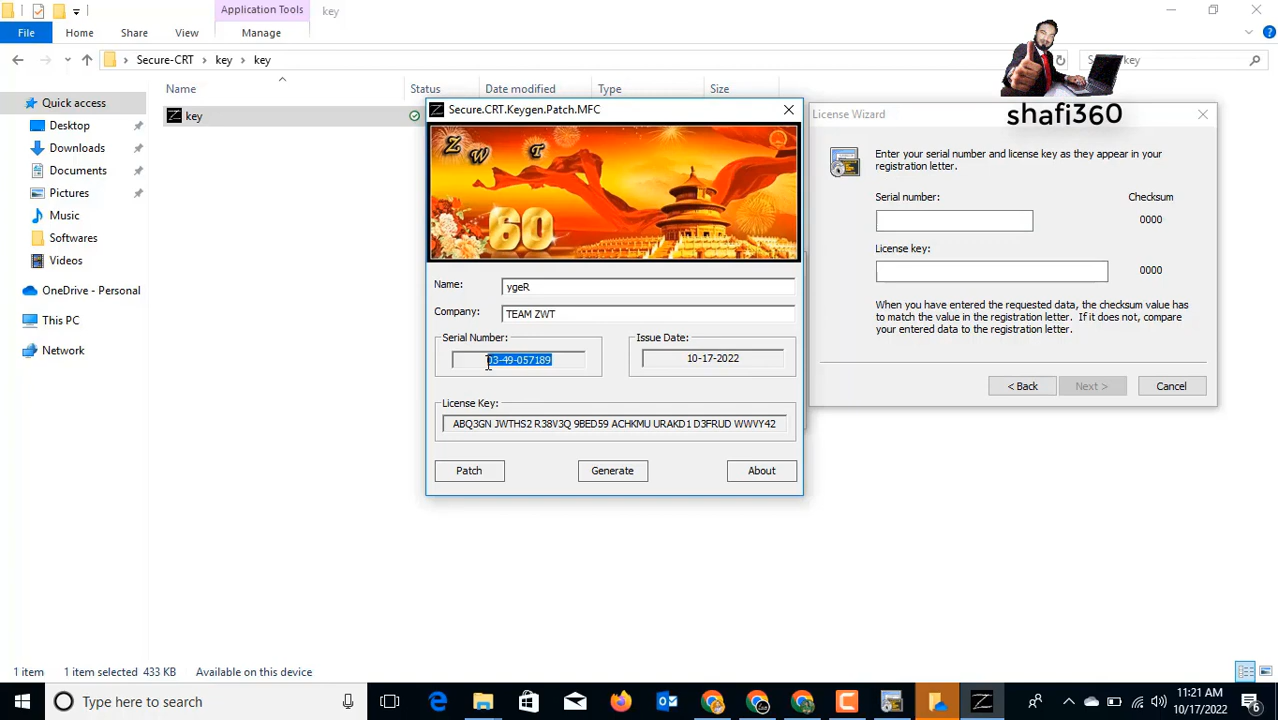 Application Tools
key
File
Home
Share
View
Manage
Secure-CRT
key
key
key
shafi360
Name
Status
Date modified
Type
Size
Quick access
Desktop
Downloads
Documents
Pictures
Music
Softwares
Videos
OneDrive - Personal
This PC
Network
key
Secure.CRT.Keygen.Patch.MFC
Z W T
60
Name:
ygeR
Company:
TEAM ZWT
Serial Number:
03-49-057189
Issue Date:
10-17-2022
License Key:
ABQ3GN JWTHS2 R38V3Q 9BED59 ACHKMU URAKD1 D3FRUD WWVY42
Patch
Generate
About
License Wizard
Enter your serial number and license key as they appear in your
registration letter.
Serial number:
Checksum
0000
License key:
0000
When you have entered the requested data, the checksum value has
to match the value in the registration letter. If it does not, compare
your entered data to the registration letter.
< Back
Next >
Cancel
1 item
1 item selected 433 KB
Available on this device
Type here to search
11:21 AM
10/17/2022
6